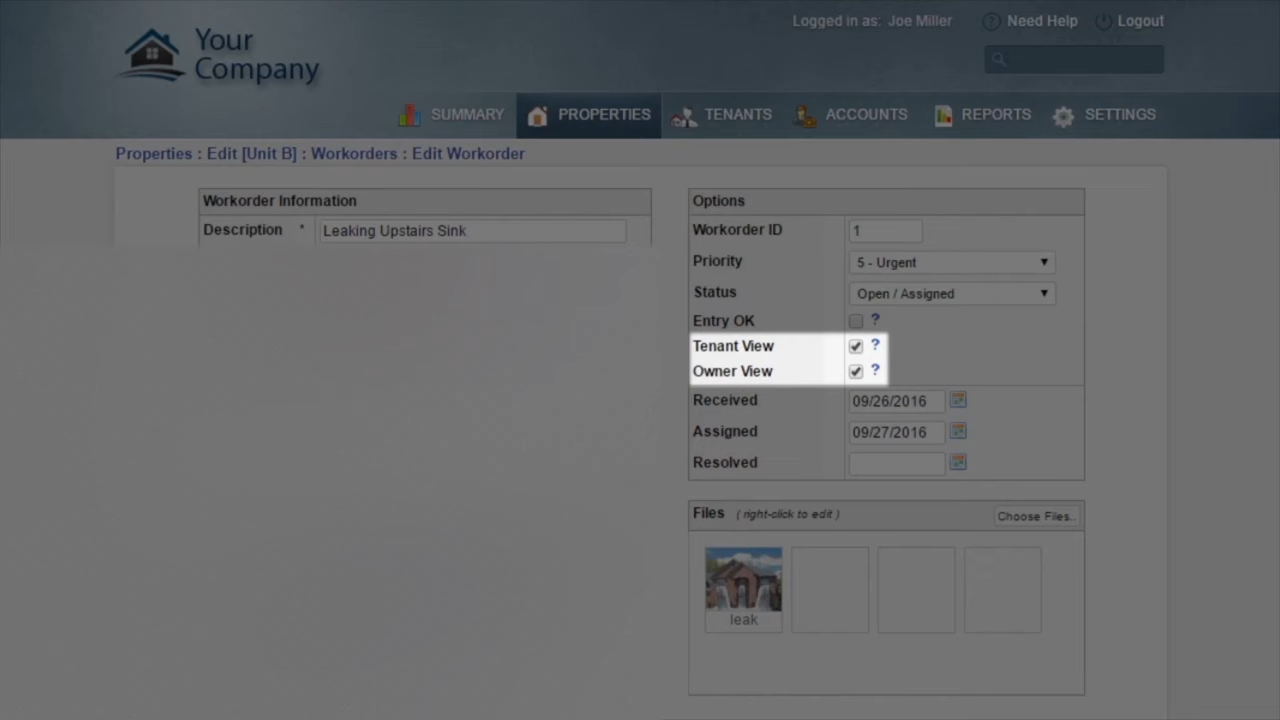 Your
Company
Logged in as: Joe Miller ? Need Help Logout
SUMMARY PROPERTIES TENANTS ACCOUNTS REPORTS SETTINGS
Properties : Edit [Unit B] : Workorders : Edit Workorder
Workorder Information
Description * Leaking Upstairs Sink
Options
Workorder ID 1
Priority 5 - Urgent
Status Open / Assigned
Entry OK ?
Tenant View ?
Owner View ?
Received 09/26/2016
Assigned 09/27/2016
Resolved
Files ( right-click to edit ) Choose Files..
leak